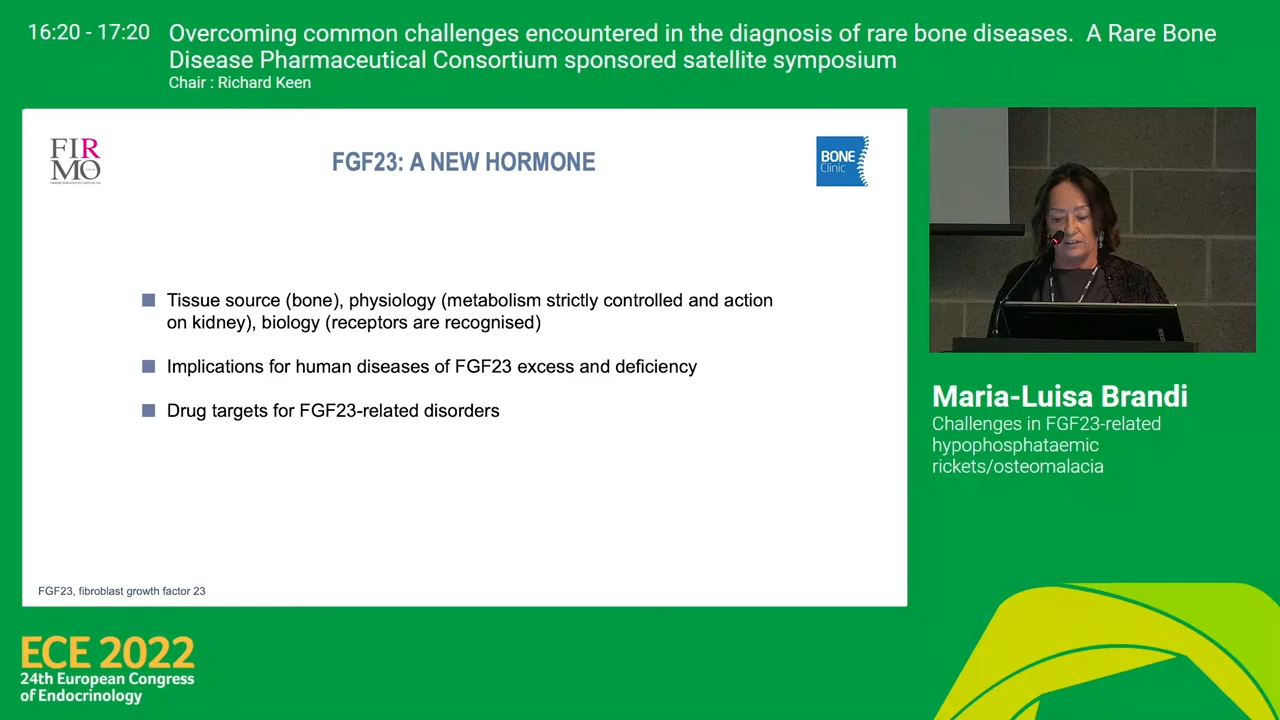 16:20 - 17:20
Overcoming common challenges encountered in the diagnosis of rare bone diseases. A Rare Bone
Disease Pharmaceutical Consortium sponsored satellite symposium
Chair : Richard Keen
FIR
MO
FGF23: A NEW HORMONE
BONE
Clinic
Tissue source (bone), physiology (metabolism strictly controlled and action
on kidney), biology (receptors are recognised)
Implications for human diseases of FGF23 excess and deficiency
Drug targets for FGF23-related disorders
FGF23, fibroblast growth factor 23
Maria-Luisa Brandi
Challenges in FGF23-related
hypophosphataemic
rickets/osteomalacia
ECE 2022
24th European Congress
of Endocrinology